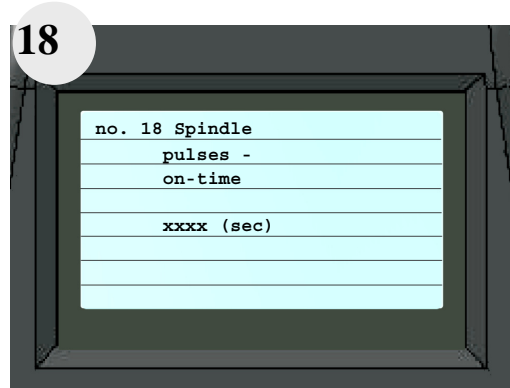 18
no. 18 Spindle
pulses -
on-time
xxxx (sec)